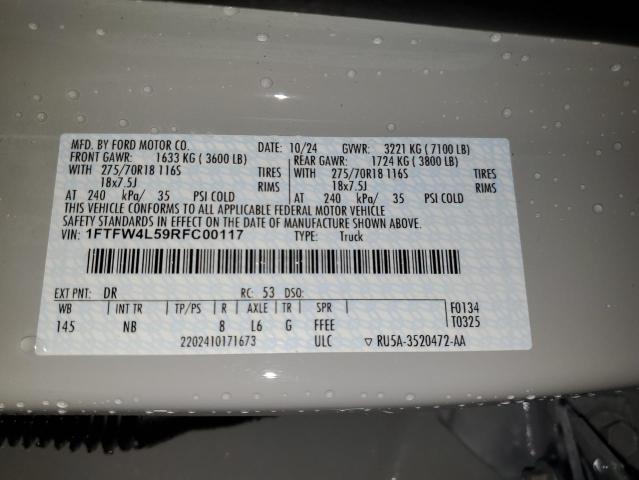 MFD. BY FORD MOTOR CO. DATE: 10/24 GVWR: 3221 KG ( 7100 LB)
FRONT GAWR: 1633 KG ( 3600 LB) REAR GAWR: 1724 KG ( 3800 LB)
WITH 275/70R18 116S TIRES WITH 275/70R18 116S TIRES
18x7.5J RIMS 18x7.5J RIMS
AT 240 kPa/ 35 PSI COLD AT 240 kPa/ 35 PSI COLD
THIS VEHICLE CONFORMS TO ALL APPLICABLE FEDERAL MOTOR VEHICLE
SAFETY STANDARDS IN EFFECT ON THE DATE OF MANUFACTURE SHOWN ABOVE.
VIN: 1FTFW4L59RFC00117 TYPE: Truck
EXT PNT: DR RC: 53 DSO:
WB INT TR TP/PS R AXLE TR SPR F0134
145 NB 8 L6 G FFEE T0325
2202410171673 ULC ▽ RU5A-3520472-AA